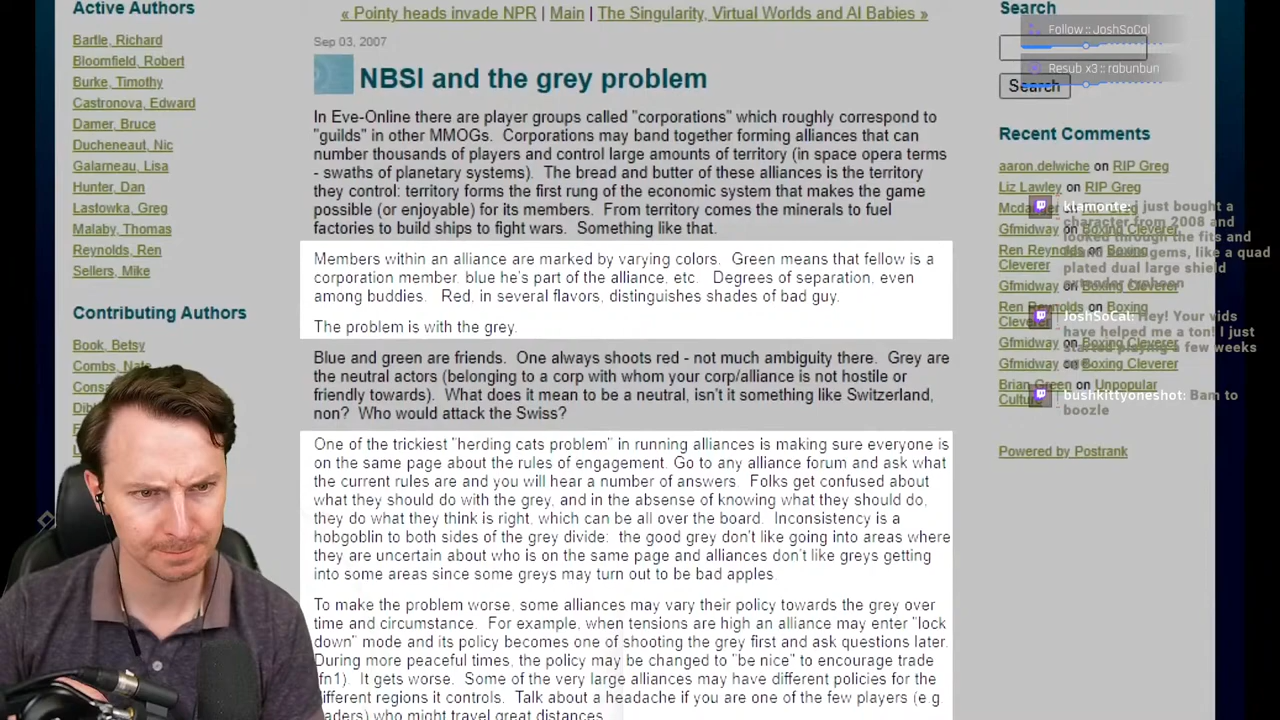 Active Authors
Bartle, Richard
Bloomfield, Robert
Burke, Timothy
Castronova, Edward
Damer, Bruce
Ducheneaut, Nic
Galarneau, Lisa
Hunter, Dan
Lastowka, Greg
Malaby, Thomas
Reynolds, Ren
Sellers, Mike
Contributing Authors
Book, Betsy
« Pointy heads invade NPR | Main | The Singularity, Virtual Worlds and AI Babies »
Sep 03, 2007
NBSI and the grey problem
In Eve-Online there are player groups called "corporations" which roughly correspond to
"guilds" in other MMOGs. Corporations may band together forming alliances that can
number thousands of players and control large amounts of territory (in space opera terms
- swaths of planetary systems). The bread and butter of these alliances is the territory
they control: territory forms the first rung of the economic system that makes the game
possible (or enjoyable) for its members. From territory comes the minerals to fuel
factories to build ships to fight wars. Something like that.
Members within an alliance are marked by varying colors. Green means that fellow is a
corporation member, blue he's part of the alliance, etc. Degrees of separation, even
among buddies. Red, in several flavors, distinguishes shades of bad guy.
The problem is with the grey.
Blue and green are friends. One always shoots red - not much ambiguity there. Grey are
the neutral actors (belonging to a corp with whom your corp/alliance is not hostile or
friendly towards). What does it mean to be a neutral, isn't it something like Switzerland,
non? Who would attack the Swiss?
One of the trickiest "herding cats problem" in running alliances is making sure everyone is
on the same page about the rules of engagement. Go to any alliance forum and ask what
the current rules are and you will hear a number of answers. Folks get confused about
what they should do with the grey, and in the absense of knowing what they should do,
they do what they think is right, which can be all over the board. Inconsistency is a
hobgoblin to both sides of the grey divide: the good grey don't like going into areas where
they are uncertain about who is on the same page and alliances don't like greys getting
into some areas since some greys may turn out to be bad apples.
To make the problem worse, some alliances may vary their policy towards the grey over
time and circumstance. For example, when tensions are high an alliance may enter "lock
down" mode and its policy becomes one of shooting the grey first and ask questions later.
During more peaceful times, the policy may be changed to "be nice" to encourage trade
fn1). It gets worse. Some of the very large alliances may have different policies for the
different regions it controls. Talk about a headache if you are one of the few players (e.g
who might travel great distances.
Search
Follow :: JoshSoCal
Resub x3 :: rabunbun
Search
Recent Comments
aaron.delwiche on RIP Greg
Liz Lawley on RIP Greg
Gfmidway on Boxing Cleverer
Ren Reynolds on Boxing
Cleverer
Gfmidway on Boxing Cleverer
Ren Reynolds on Boxing
Gfmidway on Boxing Cleverer
Gfmidway on Boxing Cleverer
Brian Green on Unpopular
Culture
Powered by Postrank
klamonte: i just bought a
character from 2008 and
looked through the fits and
found some gems, like a quad
plated dual large shield
extender typhoon
JoshSoCal: Hey! Your vids
have helped me a ton! I just
started playing a few weeks
ago
bushkittyoneshot: Bam to
boozle